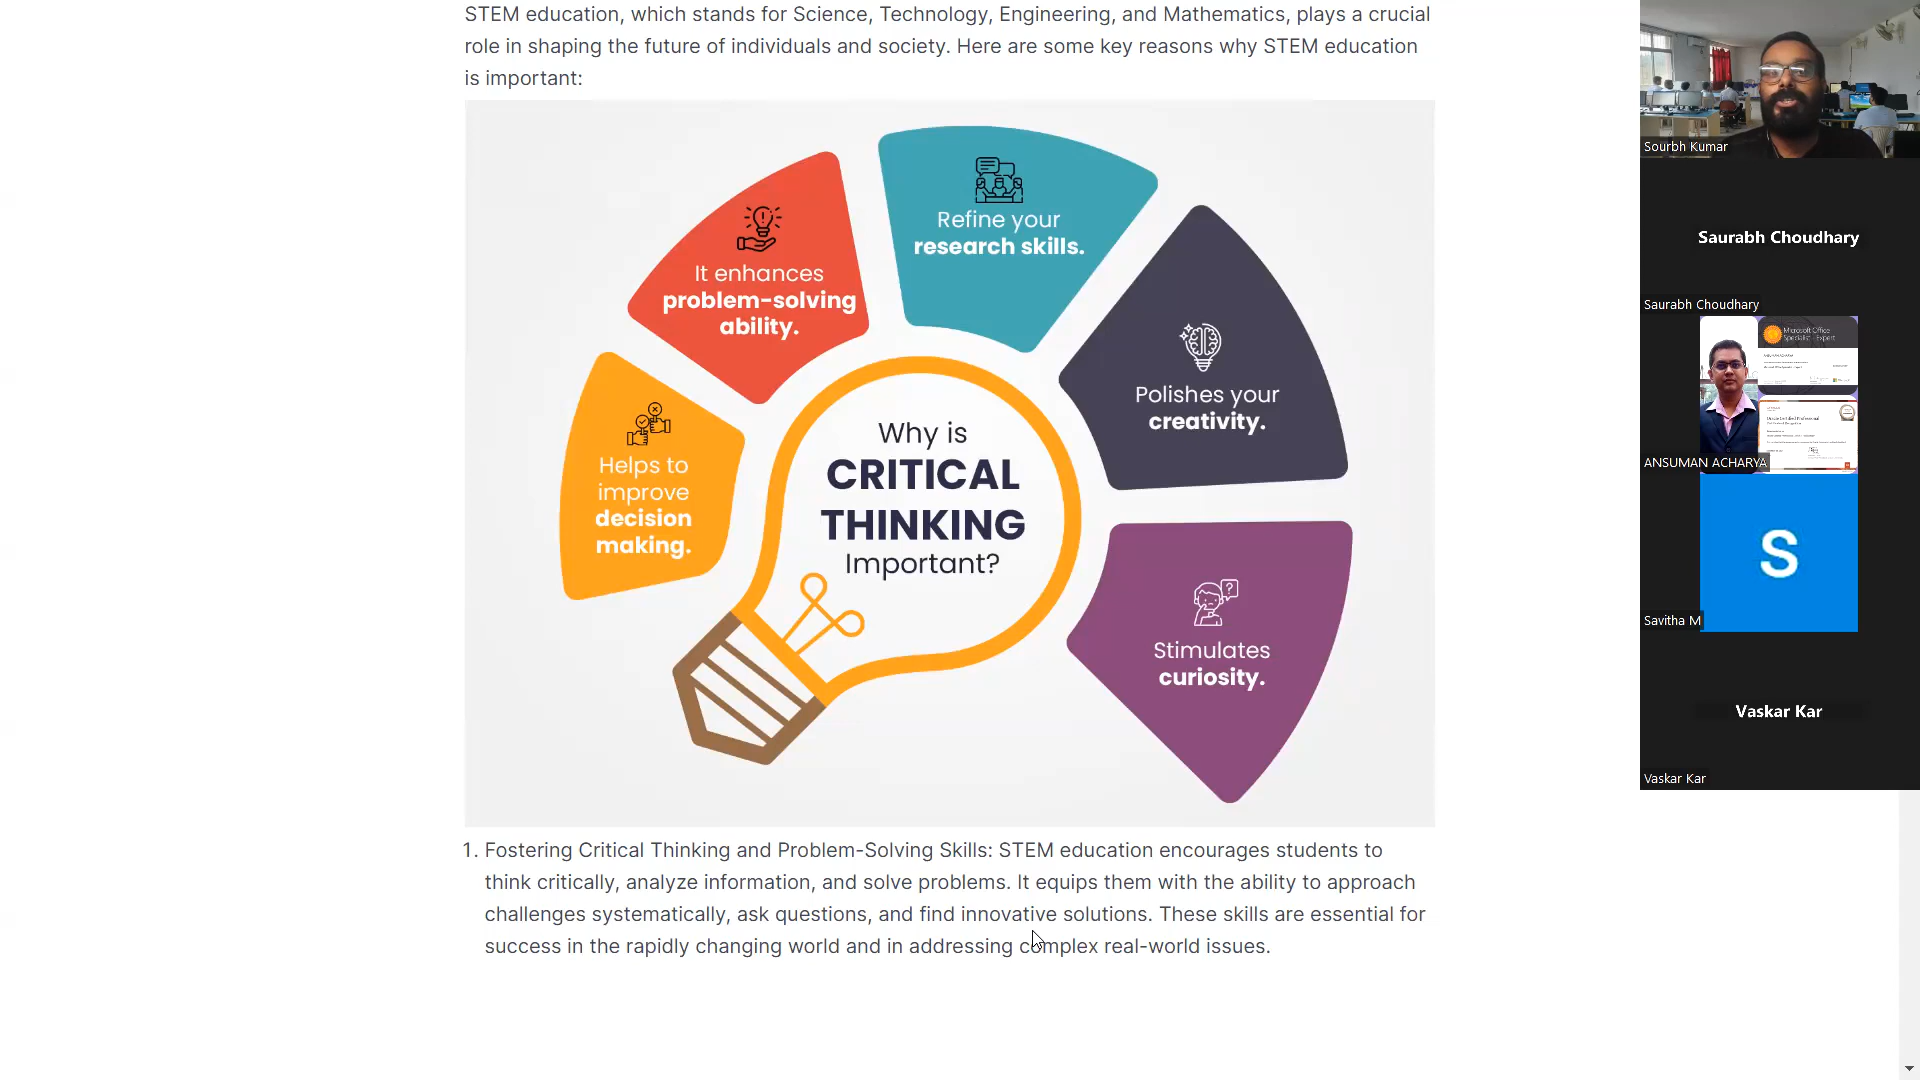 STEM education, which stands for Science, Technology, Engineering, and Mathematics, plays a crucial
role in shaping the future of individuals and society. Here are some key reasons why STEM education
is important:
Helps to
improve
decision
making.
It enhances
problem-solving
ability.
Refine your
research skills.
Polishes your
creativity.
Stimulates
curiosity.
Why is
CRITICAL
THINKING
Important?
1. Fostering Critical Thinking and Problem-Solving Skills: STEM education encourages students to
think critically, analyze information, and solve problems. It equips them with the ability to approach
challenges systematically, ask questions, and find innovative solutions. These skills are essential for
success in the rapidly changing world and in addressing complex real-world issues.
Sourbh Kumar
Saurabh Choudhary
Saurabh Choudhary
Microsoft Office
Specialist Expert
ANSUMAN ACHARYA
S
Savitha M
Vaskar Kar
Vaskar Kar